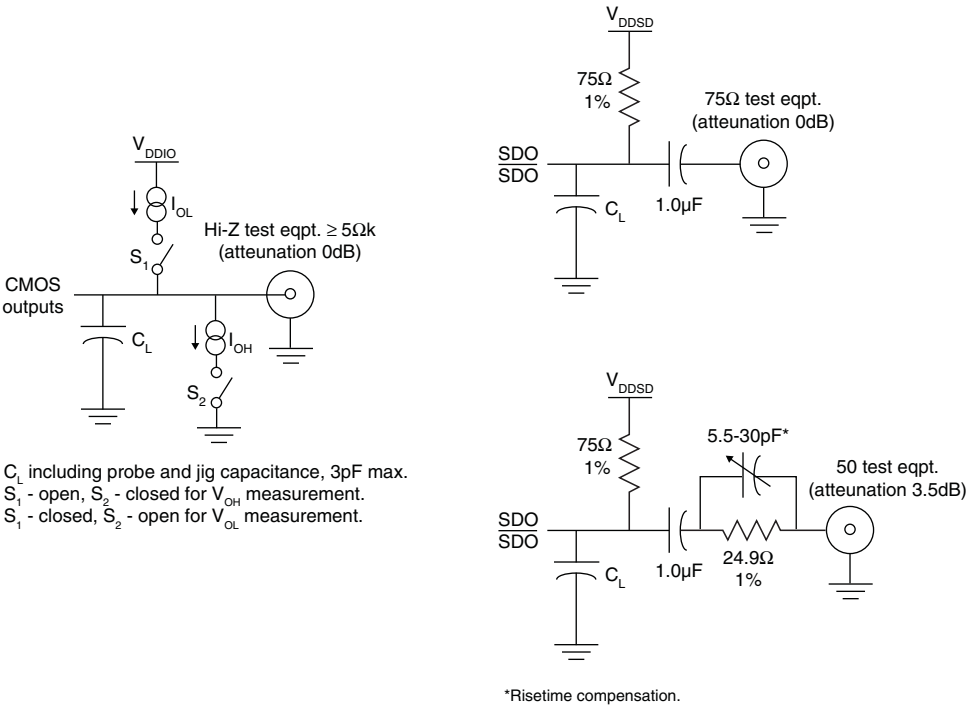 V_DDIO
I_OL
S_1
Hi-Z test eqpt. ≥ 5Ωk
(atteunation 0dB)
CMOS
outputs
C_L
I_OH
S_2
C_L including probe and jig capacitance, 3pF max.
S_1 - open, S_2 - closed for V_OH measurement.
S_1 - closed, S_2 - open for V_OL measurement.
V_DDSD
75Ω
1%
75Ω test eqpt.
(atteunation 0dB)
SDO
SDO
C_L
1.0µF
V_DDSD
75Ω
1%
5.5-30pF*
50 test eqpt.
(atteunation 3.5dB)
SDO
SDO
C_L
1.0µF
24.9Ω
1%
*Risetime compensation.